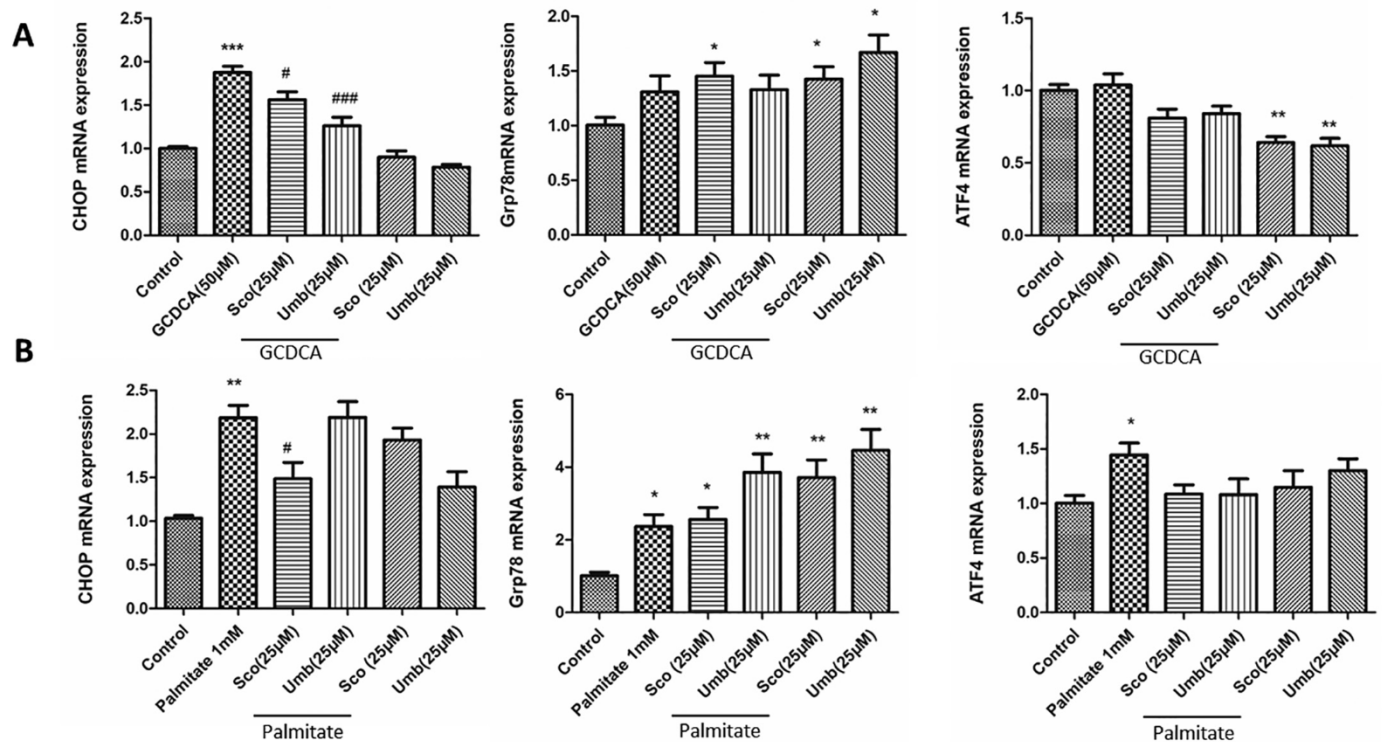 A
CHOP mRNA expression
2.5
2.0
1.5
1.0
0.5
0.0
***
#
###
Control
GCDCA(50µM)
Sco(25µM)
Umb(25µM)
Sco (25µM)
Umb(25µM)
GCDCA
Grp78mRNA expression
2.0
1.5
1.0
0.5
0.0
*
*
*
Control
GCDCA(50µM)
Sco (25µM)
Umb(25µM)
Sco(25µM)
Umb(25µM)
GCDCA
ATF4 mRNA expression
1.5
1.0
0.5
0.0
**
**
Control
GCDCA(50µM)
Sco(25µM)
Umb(25µM)
Sco (25µM)
Umb(25µM)
GCDCA
B
CHOP mRNA expression
2.5
2.0
1.5
1.0
0.5
0.0
**
#
Control
Palmitate 1mM
Sco(25µM)
Umb(25µM)
Sco (25µM)
Umb(25µM)
Palmitate
Grp78 mRNA expression
6
4
2
0
*
*
**
**
**
Control
Palmitate 1mM
Sco (25µM)
Umb(25µM)
Sco(25µM)
Umb(25µM)
Palmitate
ATF4 mRNA expression
2.0
1.5
1.0
0.5
0.0
*
Control
Palmitate 1mM
Sco (25µM)
Umb(25µM)
Sco(25µM)
Umb(25µM)
Palmitate